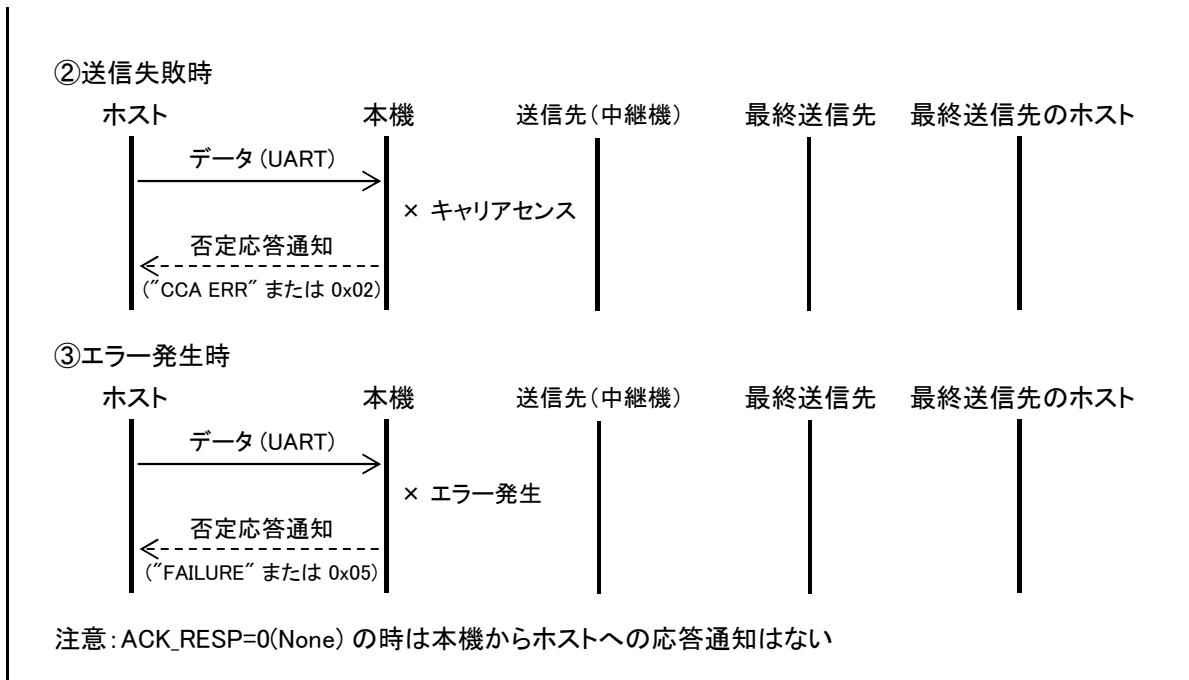 ②送信失敗時
ホスト 本機 送信先（中継機） 最終送信先 最終送信先のホスト
データ (UART)
× キャリアセンス
否定応答通知
("CCA ERR" または 0x02)
③エラー発生時
ホスト 本機 送信先（中継機） 最終送信先 最終送信先のホスト
データ (UART)
× エラー発生
否定応答通知
("FAILURE" または 0x05)
注意：ACK_RESP=0(None) の時は本機からホストへの応答通知はない